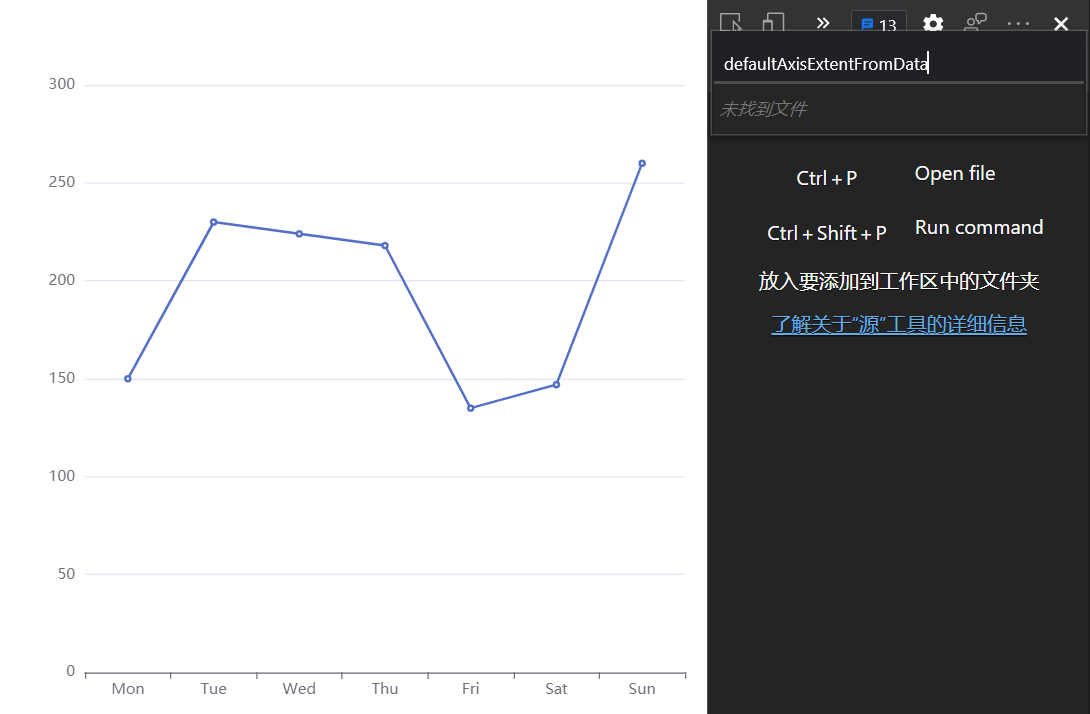 300
250
200
150
100
50
0
Mon Tue Wed Thu Fri Sat Sun
13
defaultAxisExtentFromData
未找到文件
Ctrl + P Open file
Ctrl + Shift + P Run command
放入要添加到工作区中的文件夹
了解关于“源”工具的详细信息